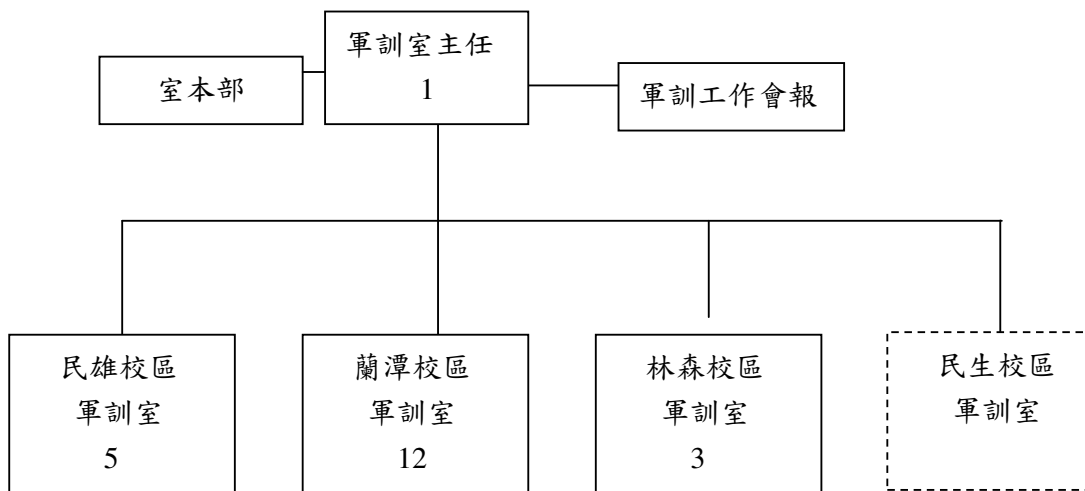 軍訓室主任
1
室本部
軍訓工作會報
民雄校區
軍訓室
5
蘭潭校區
軍訓室
12
林森校區
軍訓室
3
民生校區
軍訓室